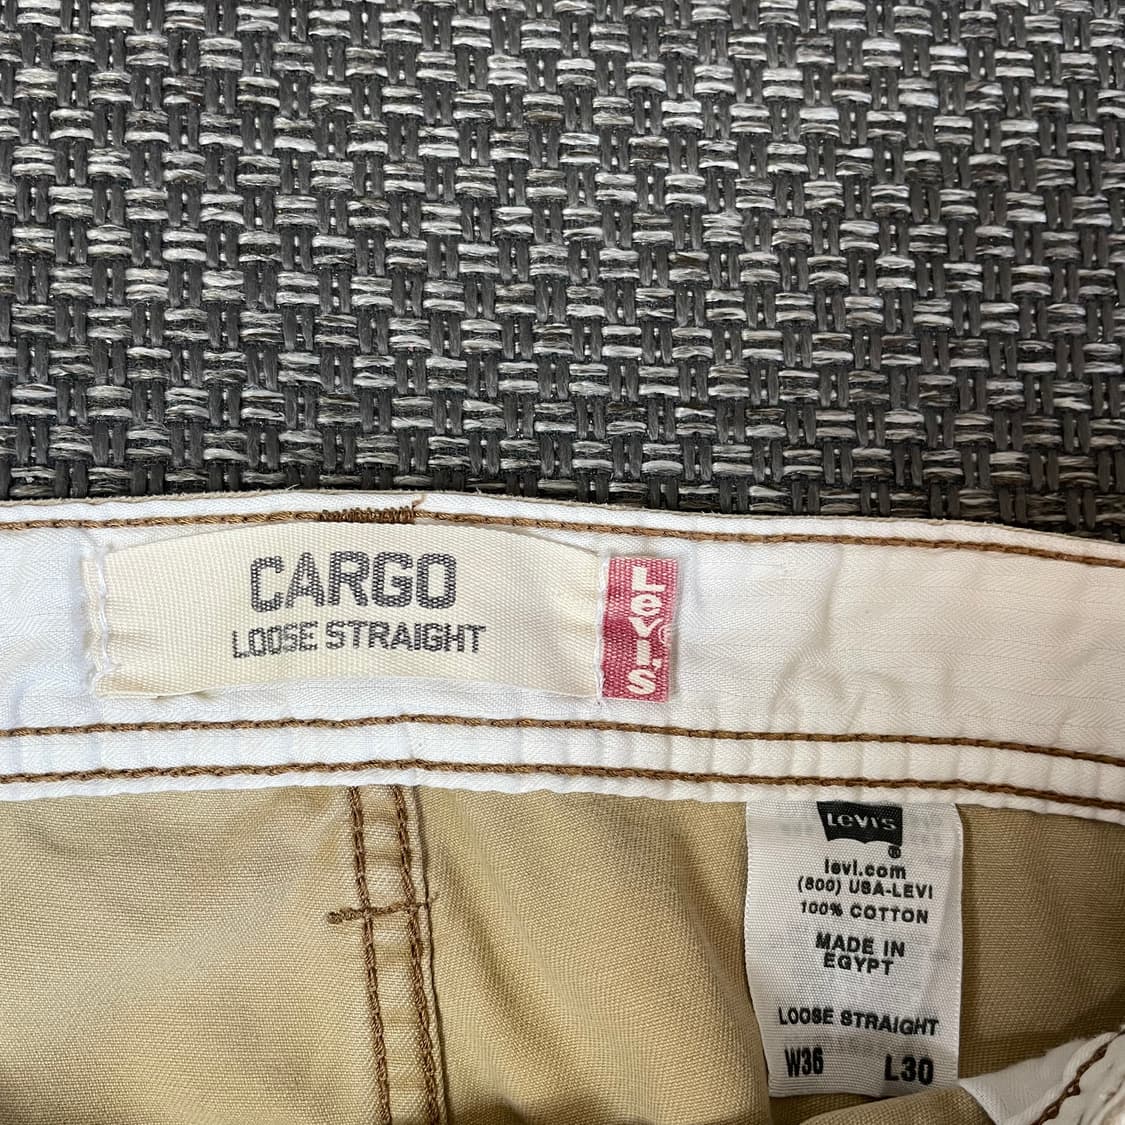 CARGO
LOOSE STRAIGHT
Levi's
LEVI'S
®
levi.com
(800) USA-LEVI
100% COTTON
MADE IN
EGYPT
LOOSE STRAIGHT
W36 L30